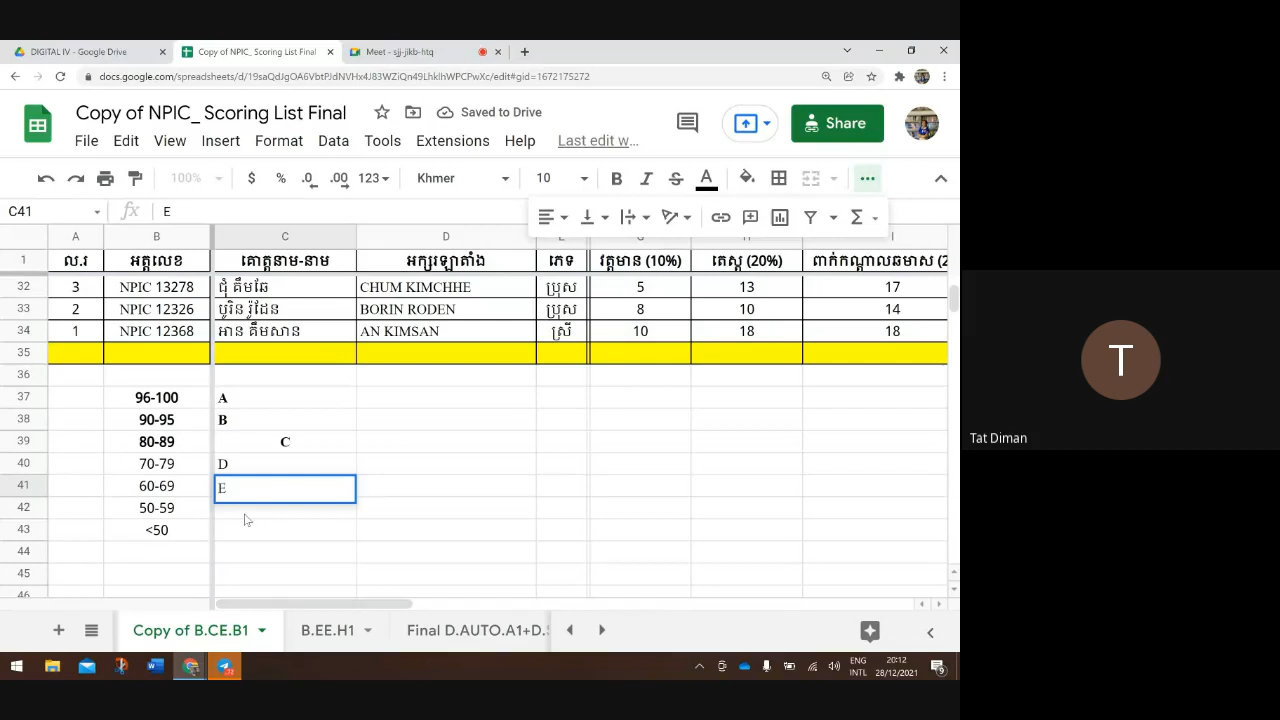 DIGITAL IV - Google Drive
Copy of NPIC_ Scoring List Final
Meet - sjj-jikb-htq
docs.google.com/spreadsheets/d/19saQdJgOA6VbtPJdNVHx4J83WZiQn49LhklhWPCPwXc/edit#gid=1672175272
Copy of NPIC_ Scoring List Final
Saved to Drive
Share
File Edit View Insert Format Data Tools Extensions Help Last edit w...
100% $ % .0 .00 123 Khmer 10 B I S A
C41 fx E
A B C D G H I
1 ល.រ អត្តលេខ គោត្តនាម-នាម អក្សរឡាតាំង ភេទ វត្តមាន (10%) តេស្ត (20%) ពាក់កណ្តាលឆមាស (2
32 3 NPIC 13278 ជុំ គឹមឆែ CHUM KIMCHHE ប្រុស 5 13 17
33 2 NPIC 12326 បូរិន រ៉ូដែន BORIN RODEN ប្រុស 8 10 14
34 1 NPIC 12368 អាន គឹមសាន AN KIMSAN ស្រី 10 18 18
35
36
37 96-100 A
38 90-95 B
39 80-89 C
40 70-79 D
41 60-69 E
42 50-59
43 <50
44
45
46
Copy of B.CE.B1 B.EE.H1 Final D.AUTO.A1+D.
ENG
INTL
20:12
28/12/2021
T
Tat Diman